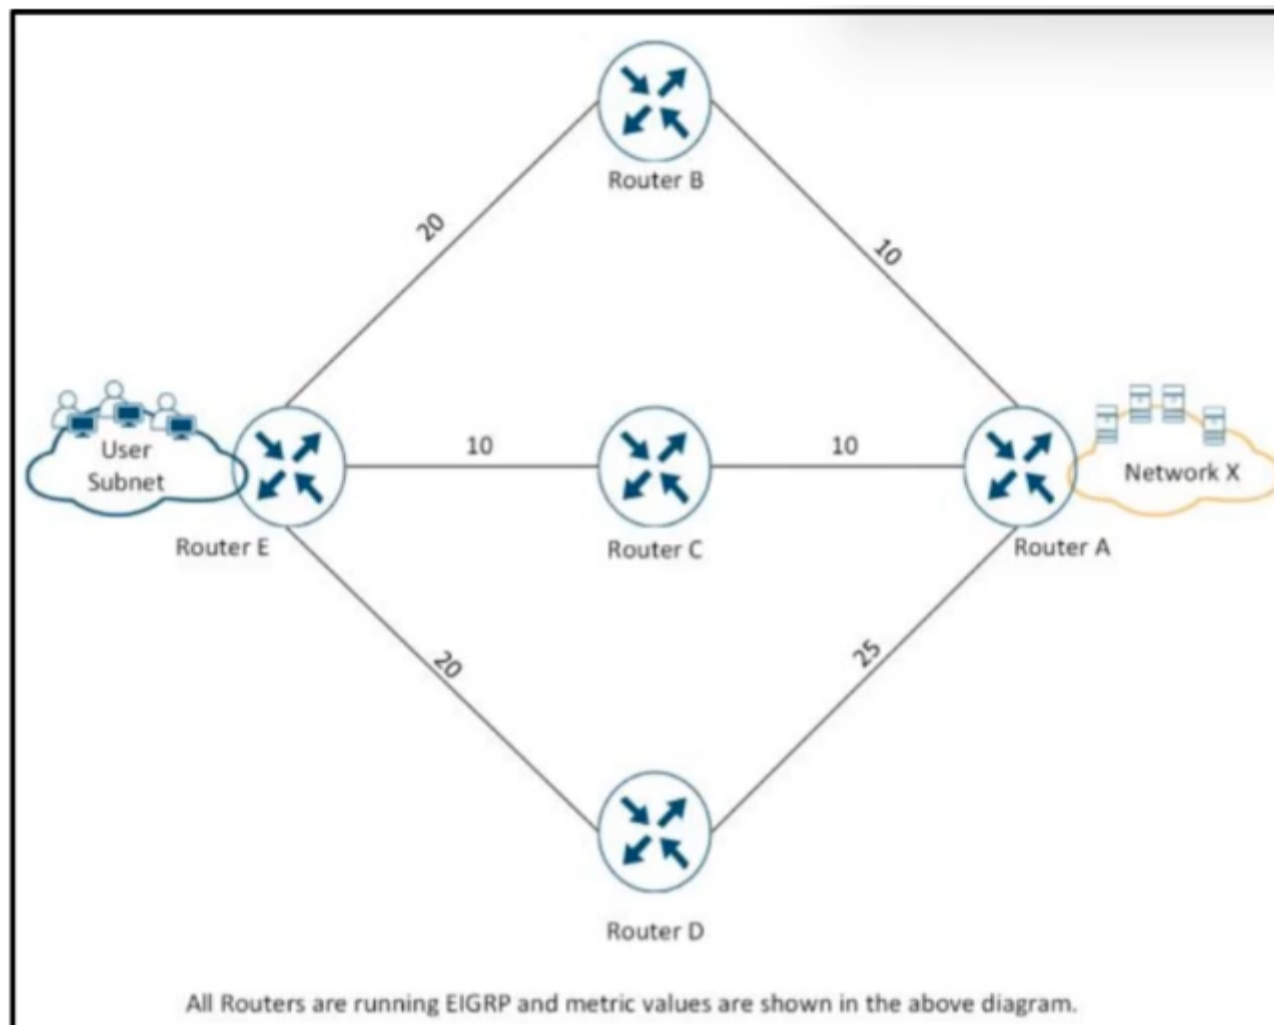 Router B
20
10
User
Subnet
10
10
Network X
Router E
Router C
Router A
20
25
Router D
All Routers are running EIGRP and metric values are shown in the above diagram.